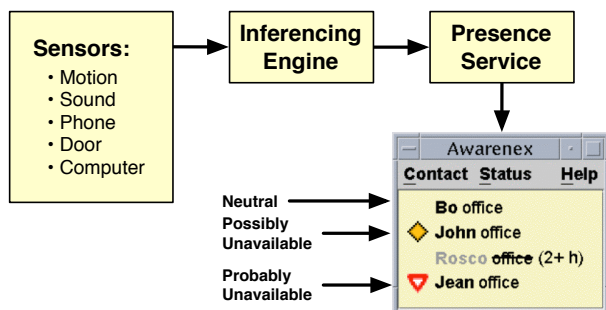 Sensors:
• Motion
• Sound
• Phone
• Door
• Computer
Inferencing
Engine
Presence
Service
Awarenex
Contact Status Help
Neutral
Bo office
Possibly
Unavailable
John office
Rosco office (2+ h)
Probably
Unavailable
Jean office